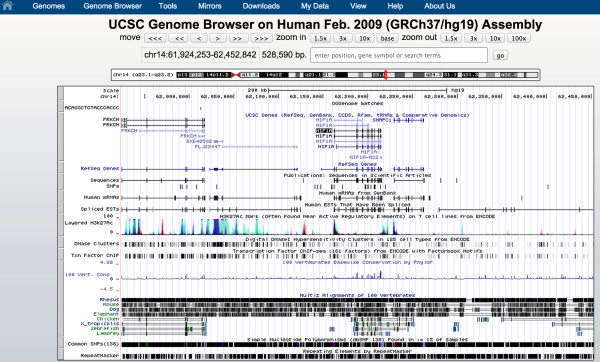 Genomes Genome Browser Tools Mirrors Downloads My Data View Help About Us
UCSC Genome Browser on Human Feb. 2009 (GRCh37/hg19) Assembly
move <<< << < > >> >>> zoom in 1.5x 3x 10x base zoom out 1.5x 3x 10x 100x
chr14:61,924,253-62,452,842 528,590 bp. enter position, gene symbol or search terms go
chr14 (q23.1-q23.2)
Scale 200 kb hg19
chr14: 62,000,000 62,050,000 62,100,000 62,150,000 62,200,000 62,250,000 62,300,000 62,350,000 62,400,000 62,450,000
UCSC Genes (RefSeq, GenBank, CCDS, Rfam, tRNAs & Comparative Genomics)
PRKCH HIF1A SNAPC1
PRKCH HIF1A
PRKCH HIF1A
PRKCH HIF1A
FLJ22447 HIF1A
HIF1A
HIF1A-AS2
RefSeq Genes
RefSeq Genes
Publications: Sequences in Scientific Articles
Sequences
SNPs
Human mRNAs from GenBank
Human mRNAs
Human ESTs That Have Been Spliced
Spliced ESTs
100
H3K27Ac Mark (Often Found Near Active Regulatory Elements) on 7 cell lines from ENCODE
Layered H3K27Ac
0
Digital DNaseI Hypersensitivity Clusters in 125 cell types from ENCODE
DNase Clusters
Transcription Factor ChIP-seq (161 factors) from ENCODE with Factorbook Motifs
Txn Factor ChIP
4.88
100 vertebrates Basewise Conservation by PhyloP
100 Vert. Cons
-4.5
Multiz Alignments of 100 Vertebrates
Rhesus
Mouse
Dog
Elephant
Chicken
X_tropicalis
Zebrafish
Lamprey
Simple Nucleotide Polymorphisms (dbSNP 138) Found in >= 1% of Samples
Common SNPs(138)
Repeating Elements by RepeatMasker
RepeatMasker